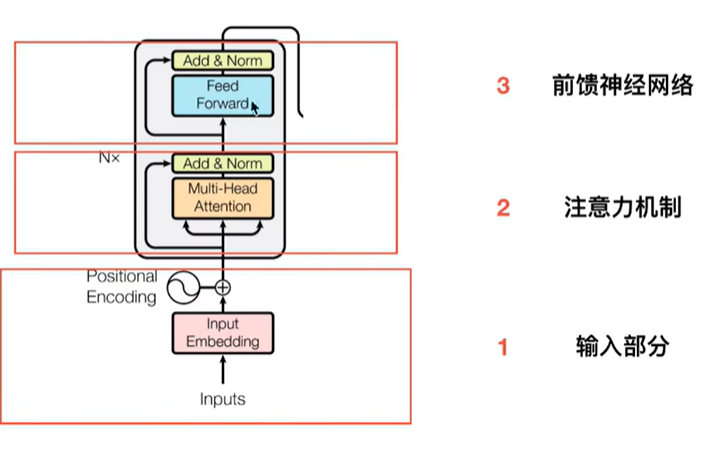 Add & Norm
Feed
Forward
3 前馈神经网络
N×
Add & Norm
Multi-Head
Attention
2 注意力机制
Positional
Encoding
Input
Embedding
1 输入部分
Inputs